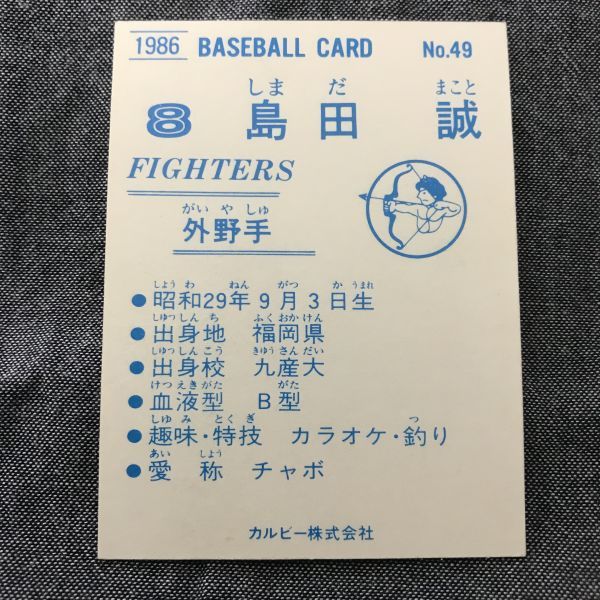 1986 BASEBALL CARD No.49
しま だ まこと
8 島田 誠
FIGHTERS
がい や しゅ
外野手
しょう わ ねん がつ か うまれ
●昭和29年9月3日生
しゅっしん ち ふくおかけん
●出身地 福岡県
しゅっしんこう きゅうさんだい
●出身校 九産大
けつえきがた がた
●血液型 B型
しゅ み とく ぎ つ
●趣味・特技 カラオケ・釣り
あい しょう
●愛称 チャボ
カルビー株式会社